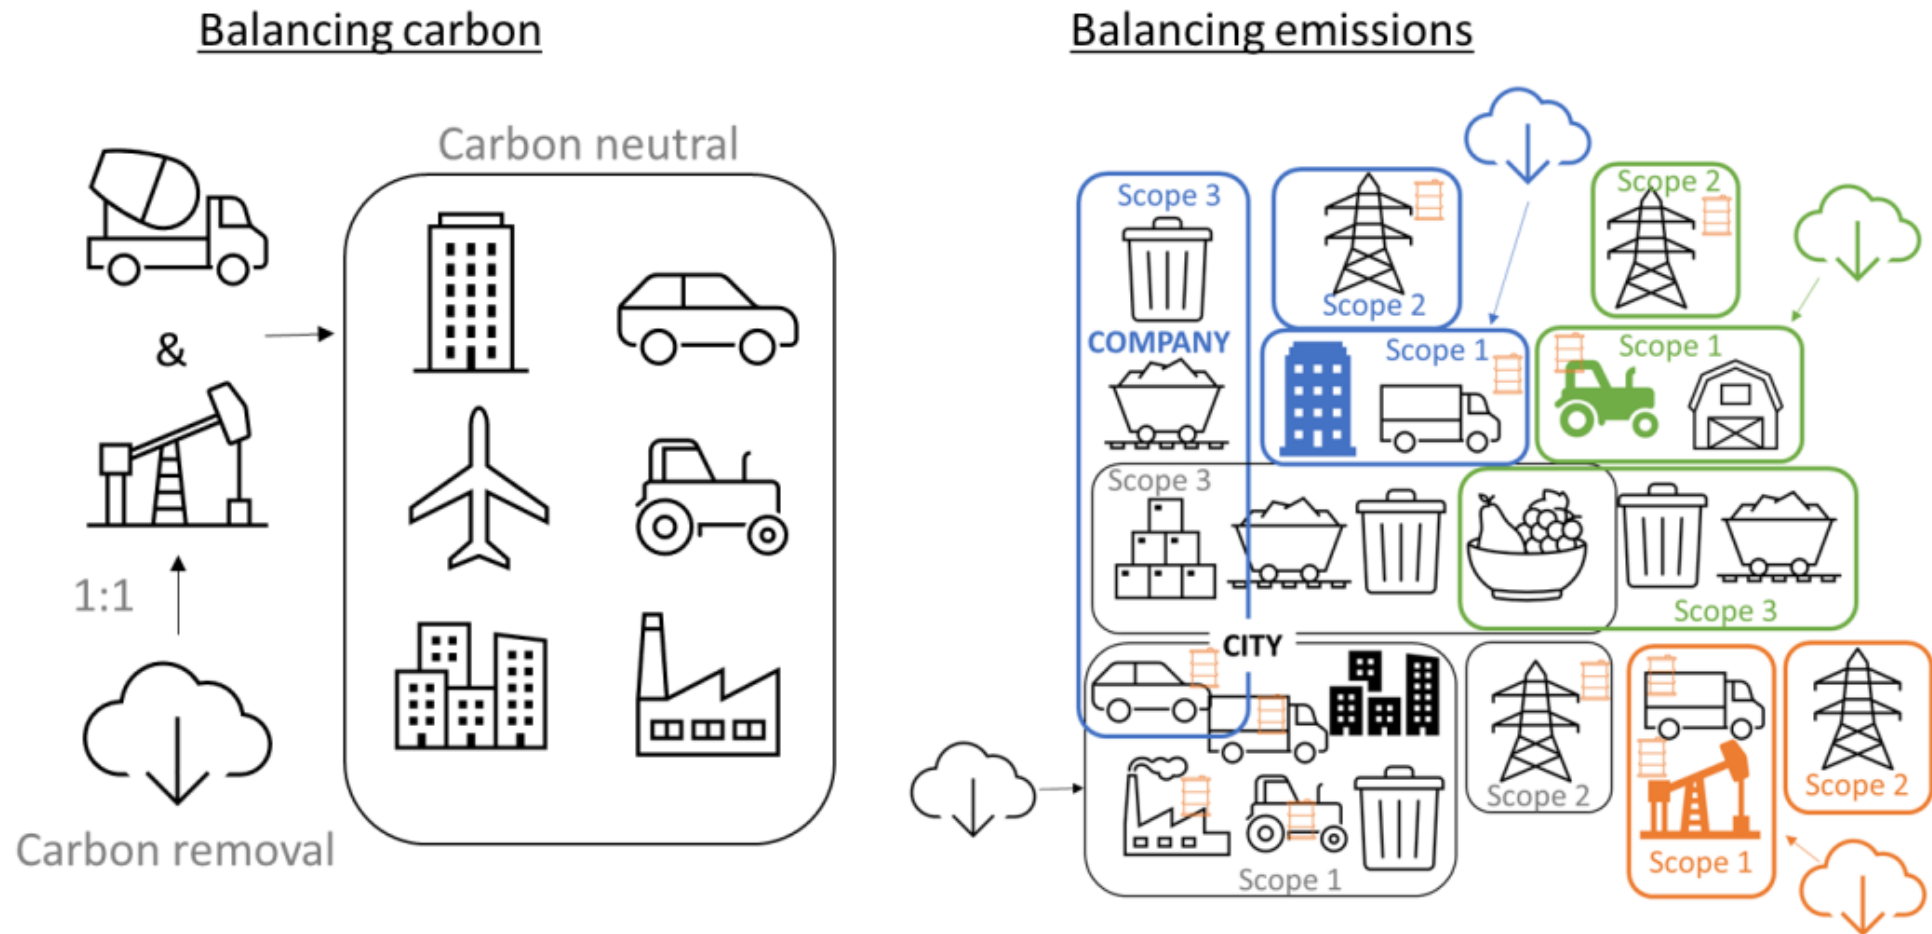 Balancing carbon
Carbon neutral
&
1:1
Carbon removal
Balancing emissions
Scope 3
Scope 2
Scope 2
COMPANY
Scope 1
Scope 1
Scope 3
Scope 3
CITY
Scope 2
Scope 2
Scope 1
Scope 1